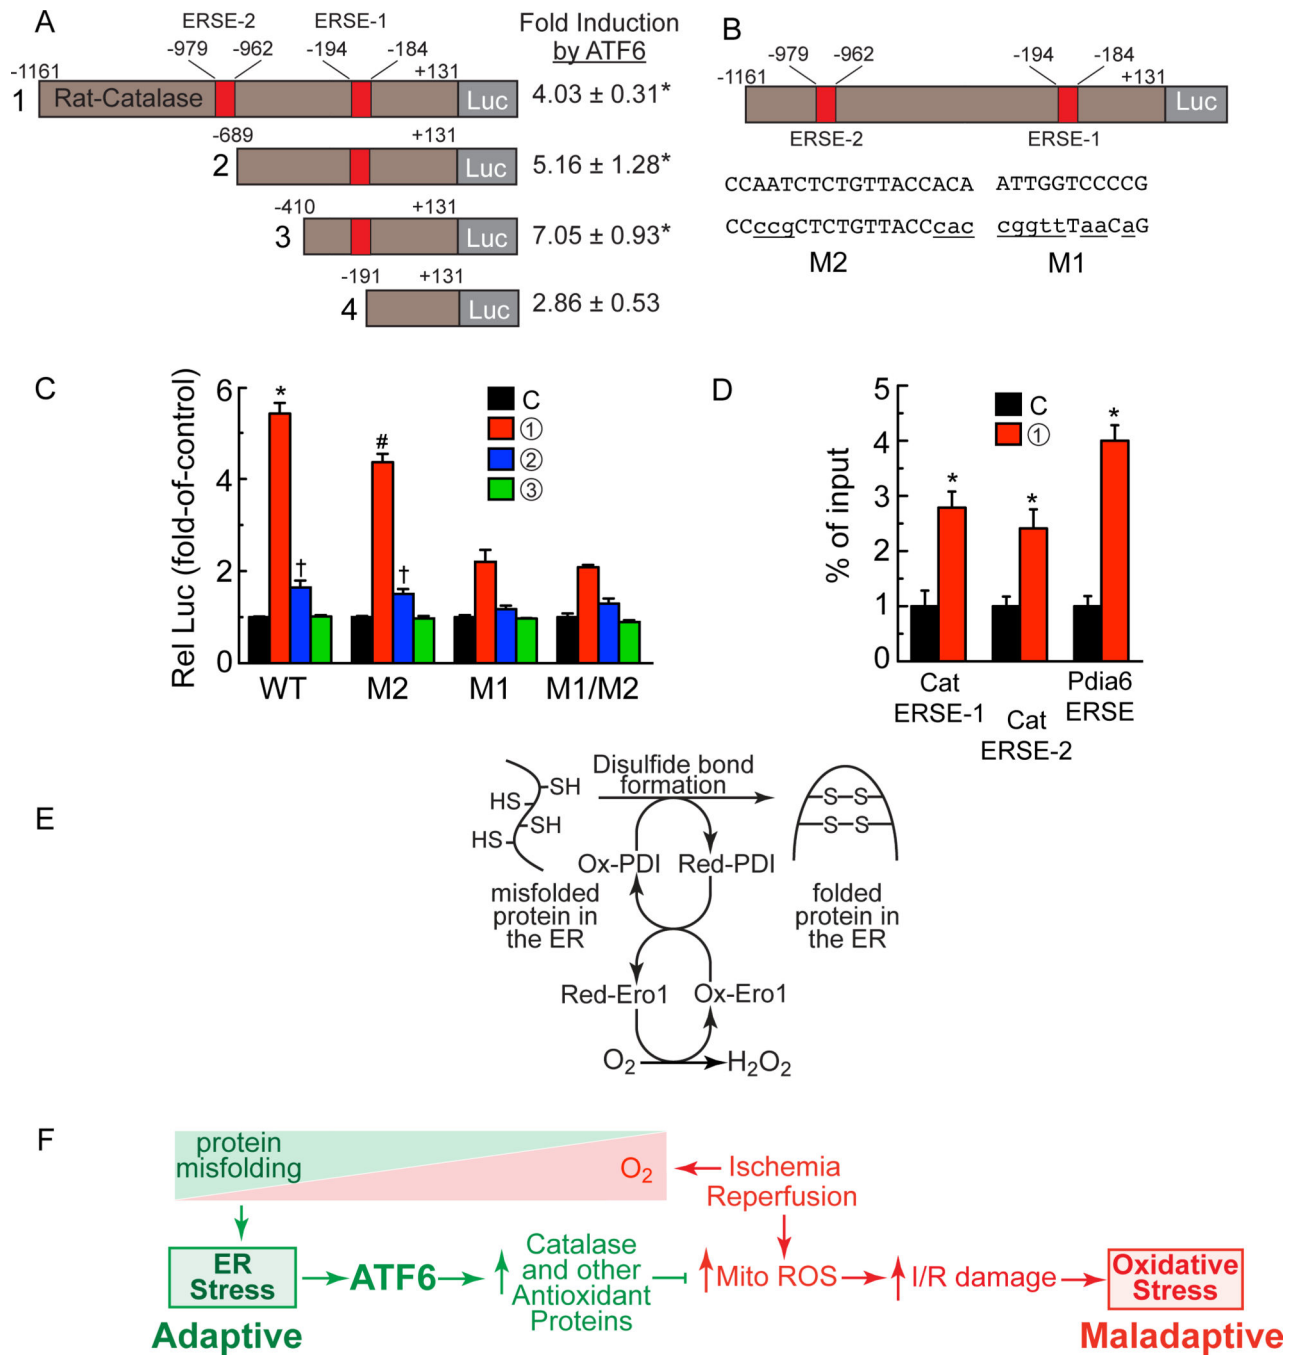 A
ERSE-2
ERSE-1
Fold Induction
by ATF6
-979
-962
-194
-184
-1161
+131
1
Rat-Catalase
Luc
4.03 ± 0.31*
-689
+131
2
Luc
5.16 ± 1.28*
-410
+131
3
Luc
7.05 ± 0.93*
-191
+131
4
Luc
2.86 ± 0.53
B
-979
-962
-194
-184
-1161
+131
Luc
ERSE-2
ERSE-1
CCAATCTCTGTTACCACA
ATTGGTCCCCG
CCccgCTCTGTTACCcac
cggttTaaCaG
M2
M1
C
Rel Luc (fold-of-control)
6
4
2
0
*
#
†
†
C
①
②
③
WT
M2
M1
M1/M2
D
% of input
5
4
3
2
1
0
C
①
*
*
*
Cat
ERSE-1
Cat
ERSE-2
Pdia6
ERSE
E
Disulfide bond
formation
SH
HS
SH
HS
S–S
S–S
Ox-PDI
Red-PDI
misfolded
protein in
the ER
folded
protein in
the ER
Red-Ero1
Ox-Ero1
O₂
H₂O₂
F
protein
misfolding
O₂
Ischemia
Reperfusion
ER
Stress
ATF6
Catalase
and other
Antioxidant
Proteins
Mito ROS
I/R damage
Oxidative
Stress
Adaptive
Maladaptive